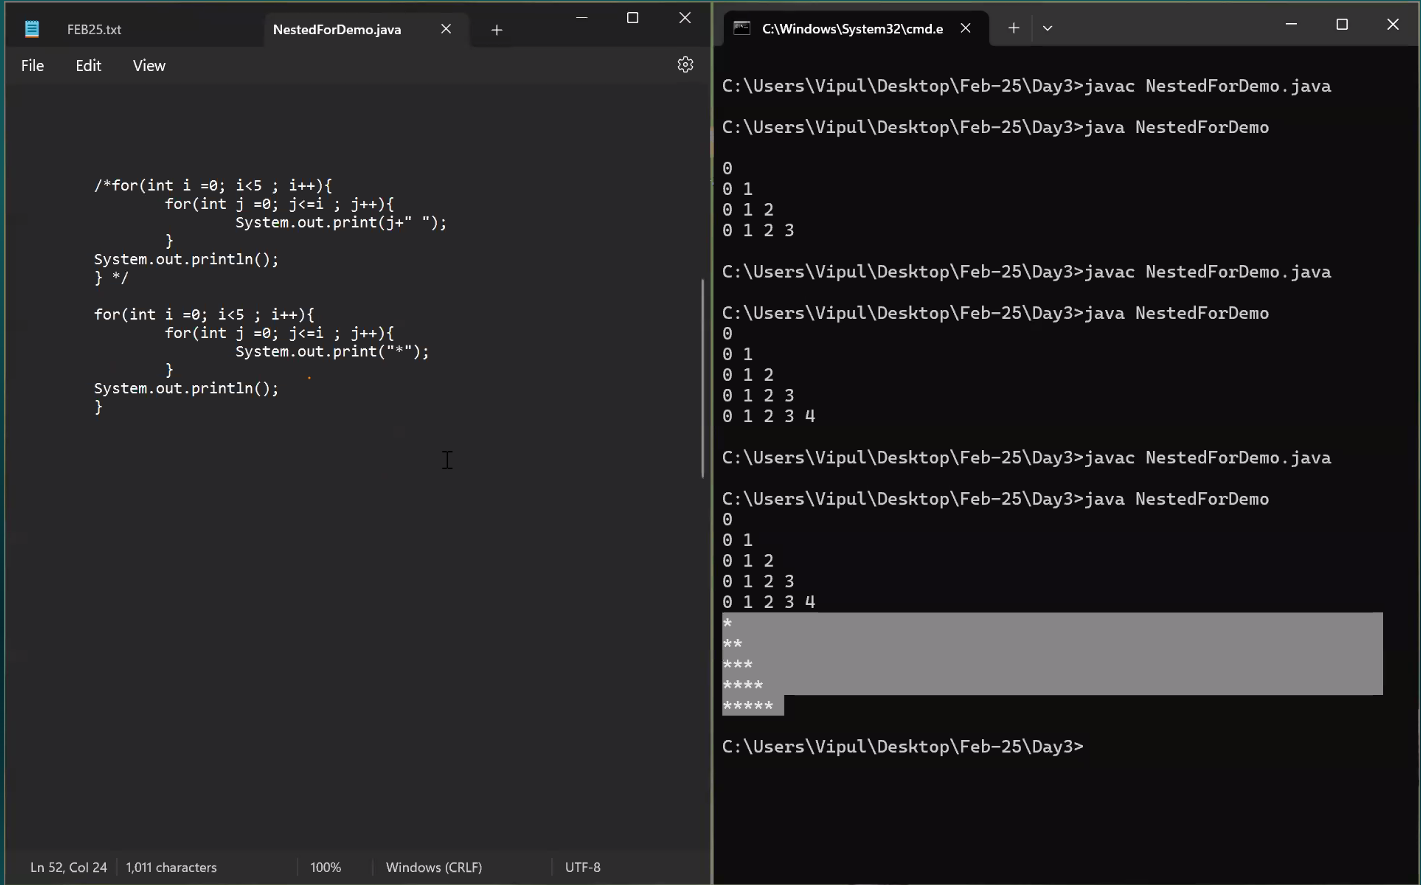 FEB25.txt
NestedForDemo.java
File Edit View
/*for(int i =0; i<5 ; i++){
for(int j =0; j<=i ; j++){
System.out.print(j+" ");
}
System.out.println();
} */
for(int i =0; i<5 ; i++){
for(int j =0; j<=i ; j++){
System.out.print("*");
}
System.out.println();
}
Ln 52, Col 24 1,011 characters 100% Windows (CRLF) UTF-8
C:\Windows\System32\cmd.e
C:\Users\Vipul\Desktop\Feb-25\Day3>javac NestedForDemo.java
C:\Users\Vipul\Desktop\Feb-25\Day3>java NestedForDemo
0
0 1
0 1 2
0 1 2 3
C:\Users\Vipul\Desktop\Feb-25\Day3>javac NestedForDemo.java
C:\Users\Vipul\Desktop\Feb-25\Day3>java NestedForDemo
0
0 1
0 1 2
0 1 2 3
0 1 2 3 4
C:\Users\Vipul\Desktop\Feb-25\Day3>javac NestedForDemo.java
C:\Users\Vipul\Desktop\Feb-25\Day3>java NestedForDemo
0
0 1
0 1 2
0 1 2 3
0 1 2 3 4
*
**
***
****
*****
C:\Users\Vipul\Desktop\Feb-25\Day3>